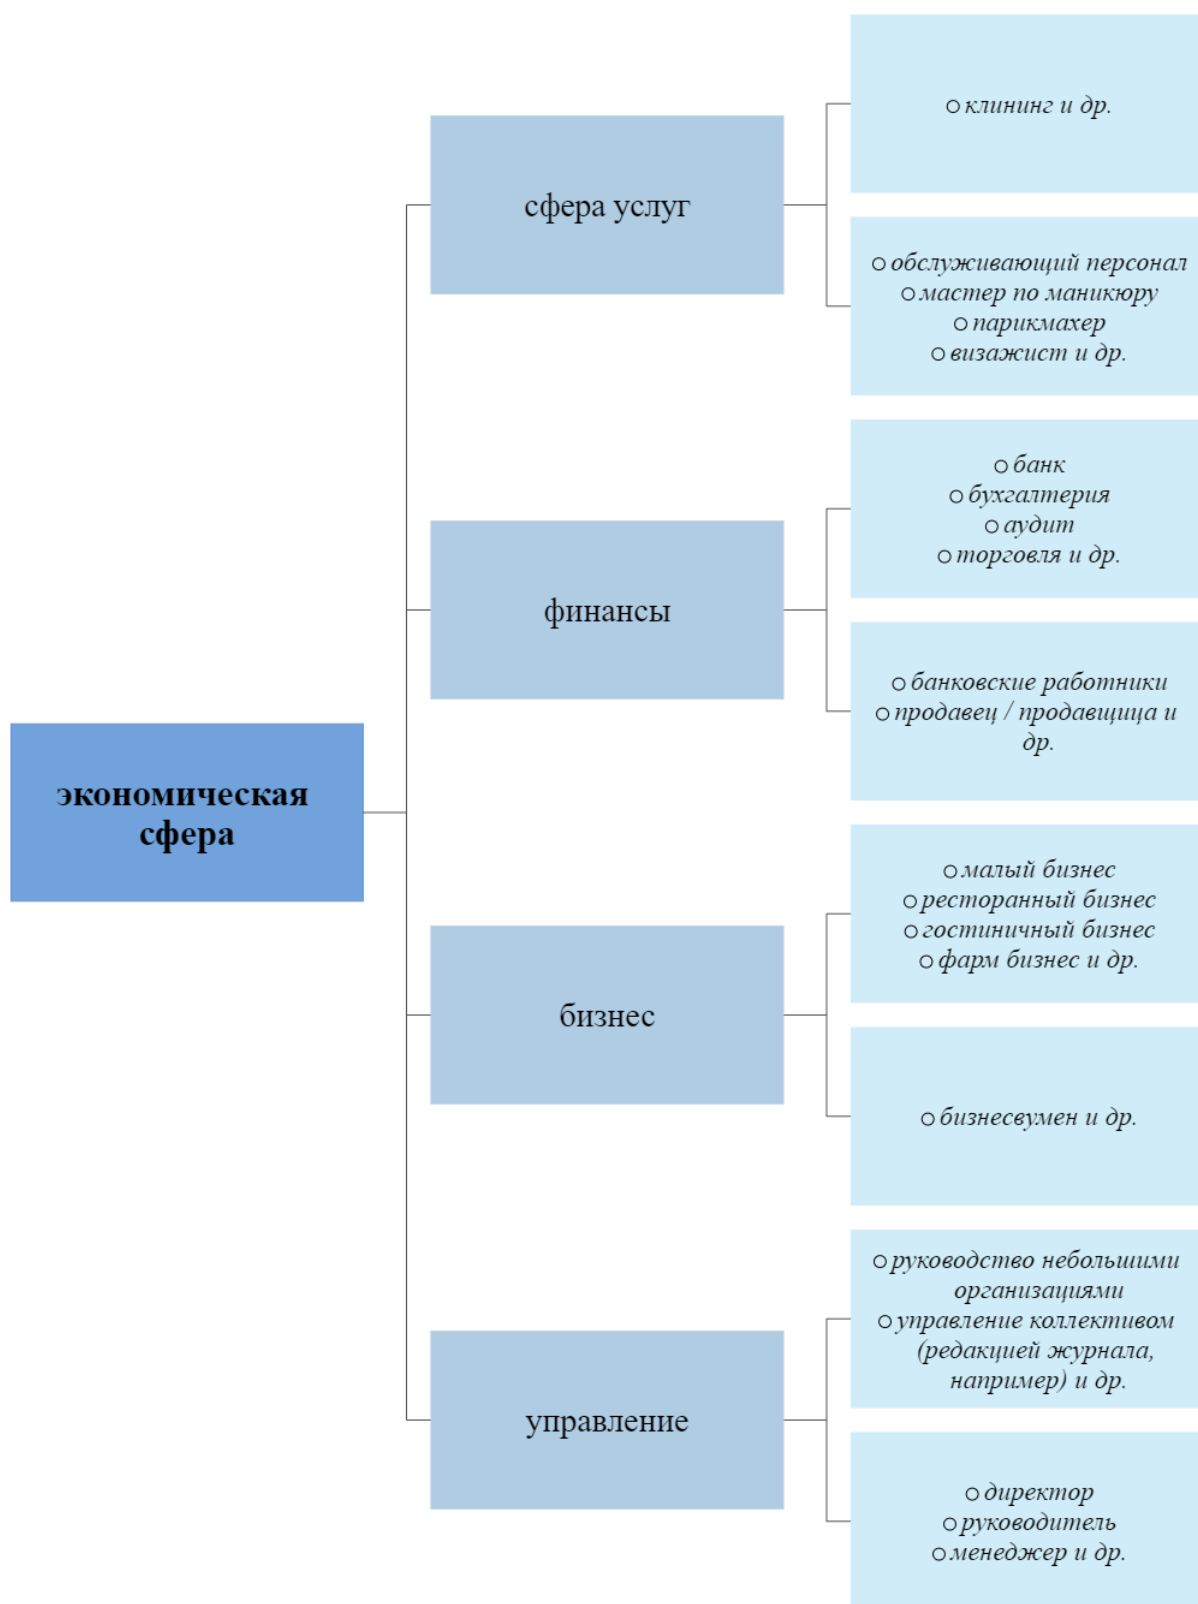 экономическая
сфера
сфера услуг
○ клининг и др.
○ обслуживающий персонал
○ мастер по маникюру
○ парикмахер
○ визажист и др.
финансы
○ банк
○ бухгалтерия
○ аудит
○ торговля и др.
○ банковские работники
○ продавец / продавщица и
др.
бизнес
○ малый бизнес
○ ресторанный бизнес
○ гостиничный бизнес
○ фарм бизнес и др.
○ бизнесвумен и др.
управление
○ руководство небольшими
организациями
○ управление коллективом
(редакцией журнала,
например) и др.
○ директор
○ руководитель
○ менеджер и др.